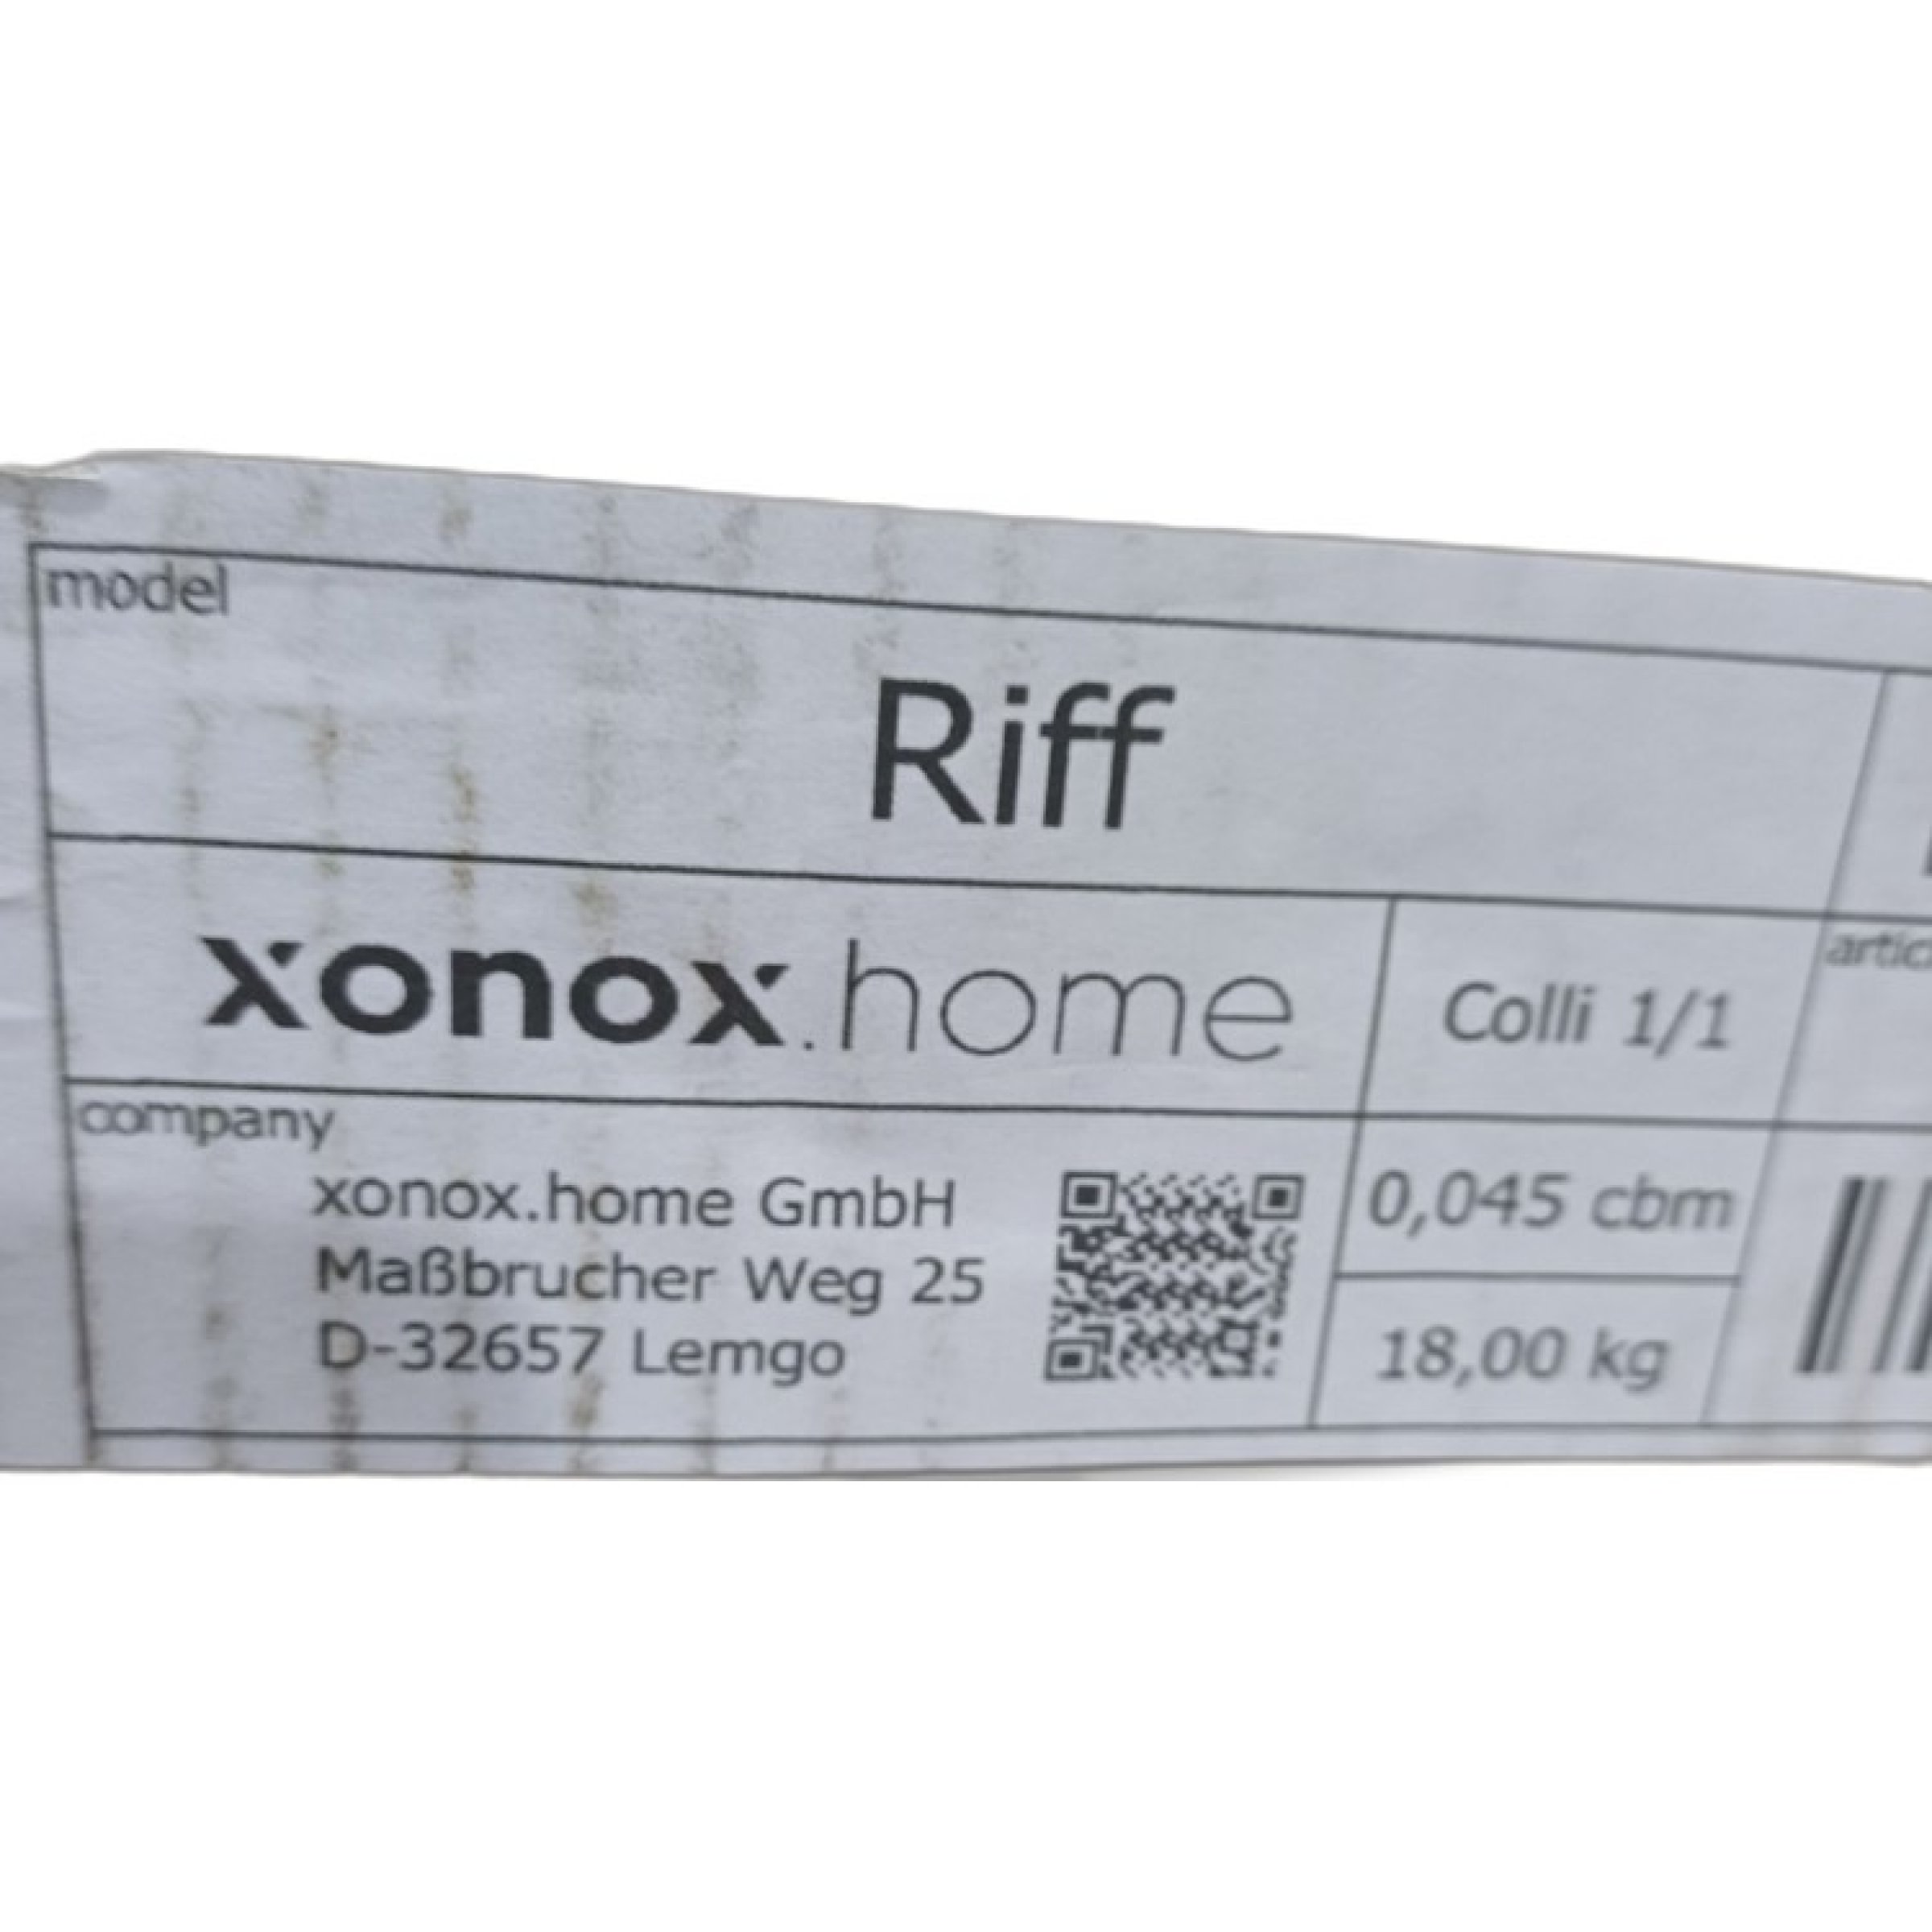 model
Riff
xonox.home
Colli 1/1
company
xonox.home GmbH
Maßbrucher Weg 25
D-32657 Lemgo
0,045 cbm
18,00 kg